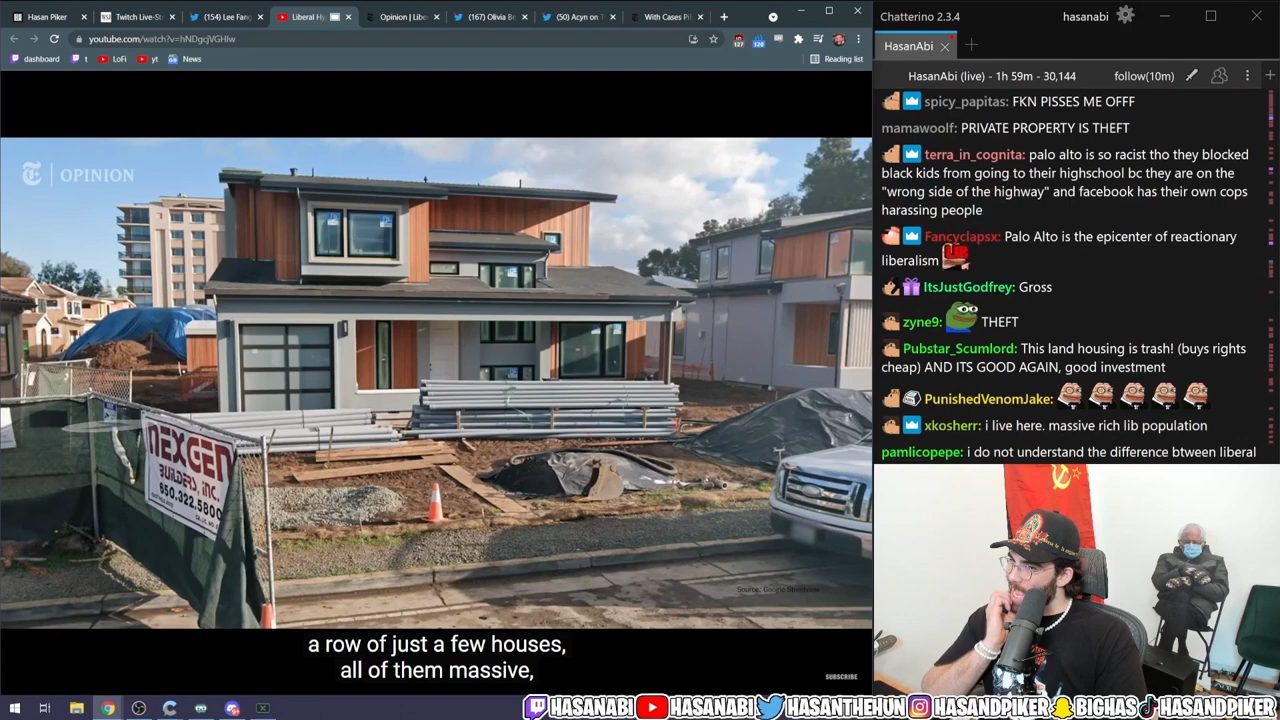 Hasan Piker
Twitch Live-St
(154) Lee Fang
Liberal Hy
Opinion | Libe
(167) Olivia Be
(50) Acyn on T
With Cases Pi
youtube.com/watch?v=hNDgcjVGHIw
127
120
dashboard
t
LoFi
yt
News
Reading list
OPINION
NEXGEN
BUILDERS, INC.
650.322.5800
Source: Google Streetview
a row of just a few houses,
all of them massive,
SUBSCRIBE
Chatterino 2.3.4
hasanabi
HasanAbi
HasanAbi (live) - 1h 59m - 30,144
follow(10m)
spicy_papitas: FKN PISSES ME OFFF
mamawoolf: PRIVATE PROPERTY IS THEFT
terra_in_cognita: palo alto is so racist tho they blocked
black kids from going to their highschool bc they are on the
"wrong side of the highway" and facebook has their own cops
harassing people
Fancyclapsx: Palo Alto is the epicenter of reactionary
liberalism
ItsJustGodfrey: Gross
zyne9: THEFT
Pubstar_Scumlord: This land housing is trash! (buys rights
cheap) AND ITS GOOD AGAIN, good investment
PunishedVenomJake:
xkosherr: i live here. massive rich lib population
pamlicopepe: i do not understand the difference btween liberal
HASANABI
HASANABI
HASANTHEHUN
HASANDPIKER
BIGHAS
HASANDPIKER